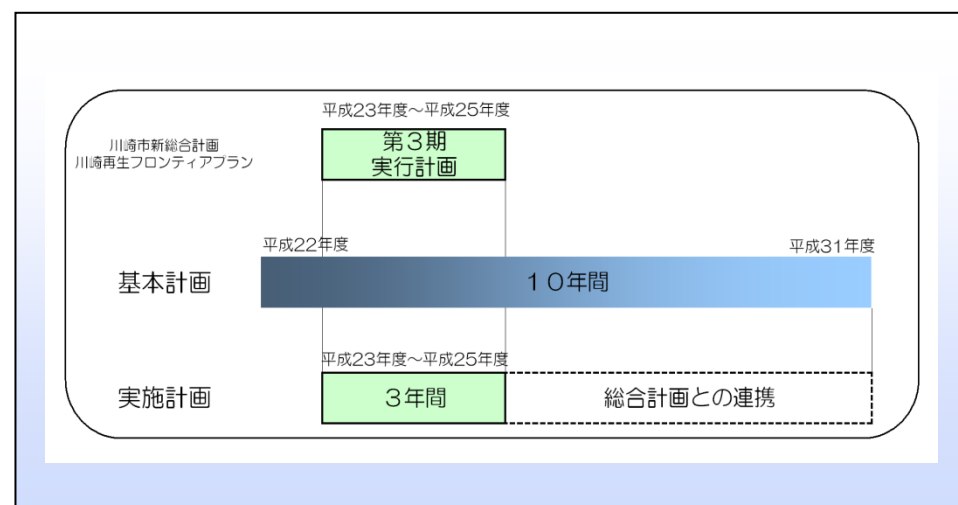 平成23年度～平成25年度
川崎市新総合計画
川崎再生フロンティアプラン
第３期
実行計画
平成22年度
平成31年度
基本計画
１０年間
平成23年度～平成25年度
実施計画
３年間
総合計画との連携